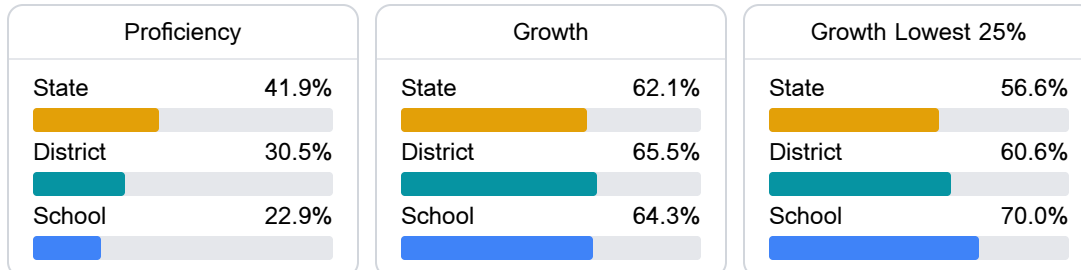 Proficiency
State 41.9%
District 30.5%
School 22.9%
Growth
State 62.1%
District 65.5%
School 64.3%
Growth Lowest 25%
State 56.6%
District 60.6%
School 70.0%